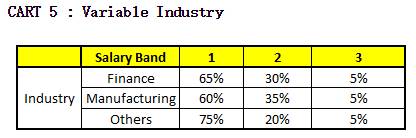 CART 5 : Variable Industry
Salary Band 1 2 3
Finance 65% 30% 5%
Industry Manufacturing 60% 35% 5%
Others 75% 20% 5%